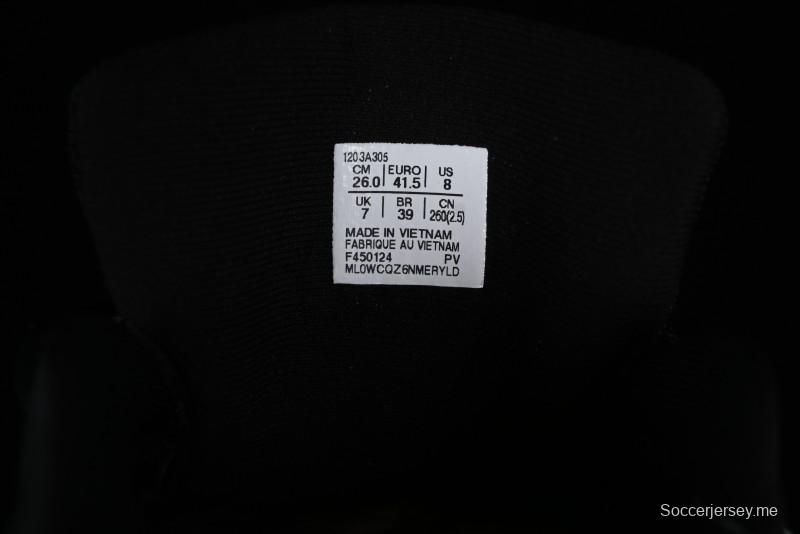 1203A305
CM EURO US
26.0 41.5 8
UK BR CN
7 39 260(2.5)
MADE IN VIETNAM
FABRIQUE AU VIETNAM
F450124 PV
ML0WCQZ6NMERYLD
Soccerjersey.me